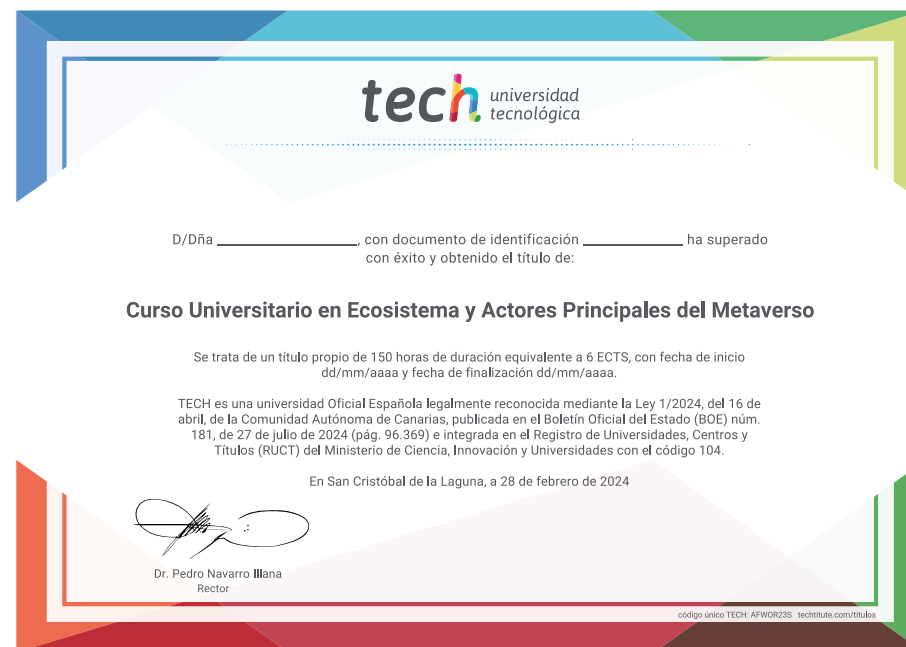 tech universidad
tecnológica
D/Dña ____________________, con documento de identificación ______________ ha superado
con éxito y obtenido el título de:
Curso Universitario en Ecosistema y Actores Principales del Metaverso
Se trata de un título propio de 150 horas de duración equivalente a 6 ECTS, con fecha de inicio
dd/mm/aaaa y fecha de finalización dd/mm/aaaa.
TECH es una universidad Oficial Española legalmente reconocida mediante la Ley 1/2024, del 16 de
abril, de la Comunidad Autónoma de Canarias, publicada en el Boletín Oficial del Estado (BOE) núm.
181, de 27 de julio de 2024 (pág. 96.369) e integrada en el Registro de Universidades, Centros y
Títulos (RUCT) del Ministerio de Ciencia, Innovación y Universidades con el código 104.
En San Cristóbal de la Laguna, a 28 de febrero de 2024
Dr. Pedro Navarro Illana
Rector
código único TECH: AFWOR23S techtitute.com/titulos